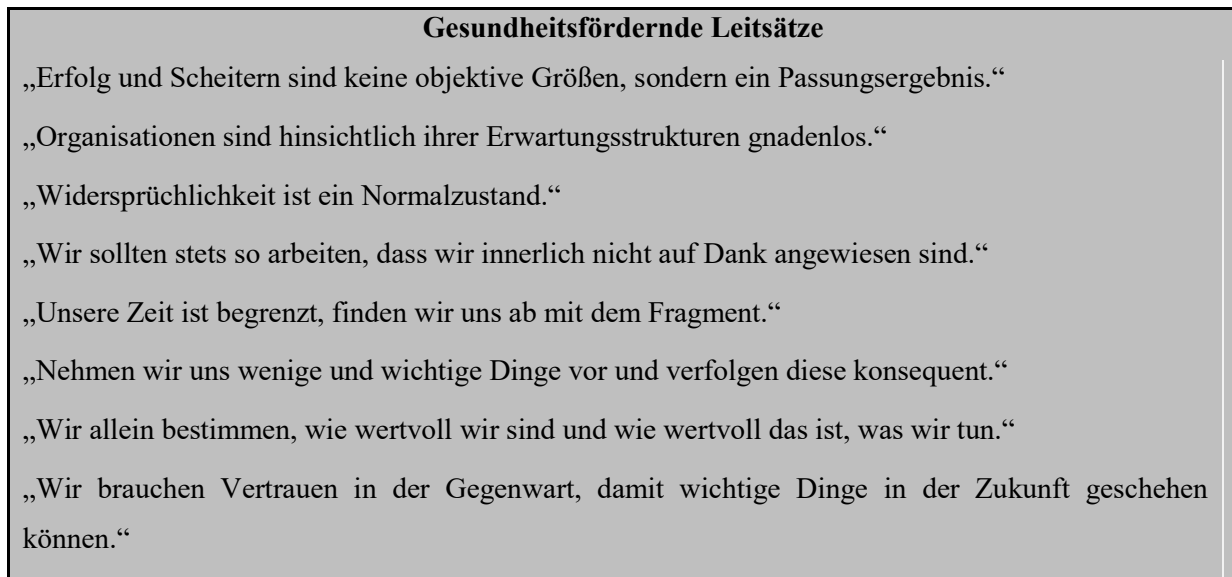 Gesundheitsfördernde Leitsätze
„Erfolg und Scheitern sind keine objektive Größen, sondern ein Passungsergebnis.“
„Organisationen sind hinsichtlich ihrer Erwartungsstrukturen gnadenlos.“
„Widersprüchlichkeit ist ein Normalzustand.“
„Wir sollten stets so arbeiten, dass wir innerlich nicht auf Dank angewiesen sind.“
„Unsere Zeit ist begrenzt, finden wir uns ab mit dem Fragment.“
„Nehmen wir uns wenige und wichtige Dinge vor und verfolgen diese konsequent.“
„Wir allein bestimmen, wie wertvoll wir sind und wie wertvoll das ist, was wir tun.“
„Wir brauchen Vertrauen in der Gegenwart, damit wichtige Dinge in der Zukunft geschehen
können.“